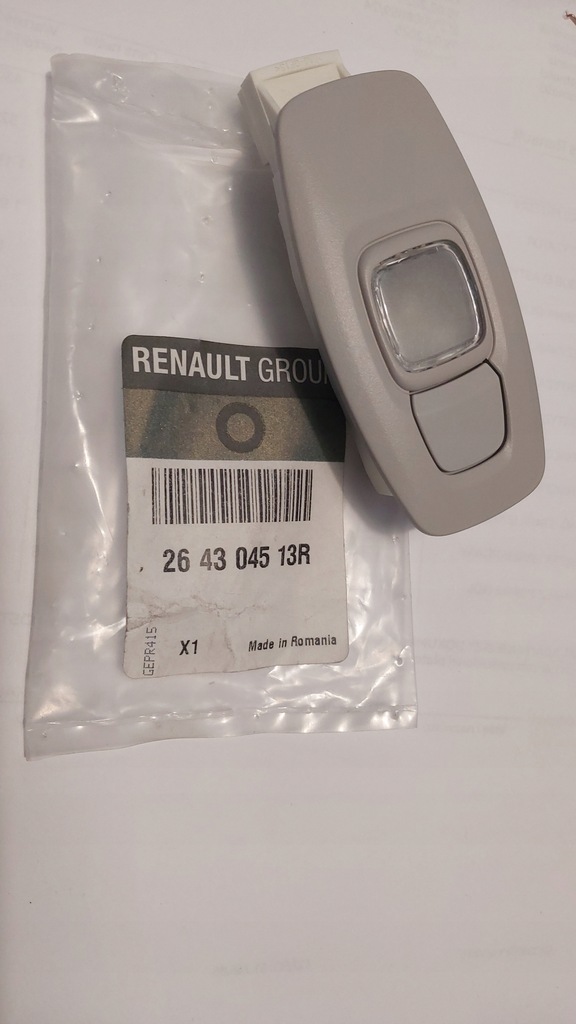 RENAULT GROU
26 43 045 13R
GEPR415
X1
Made in Romania